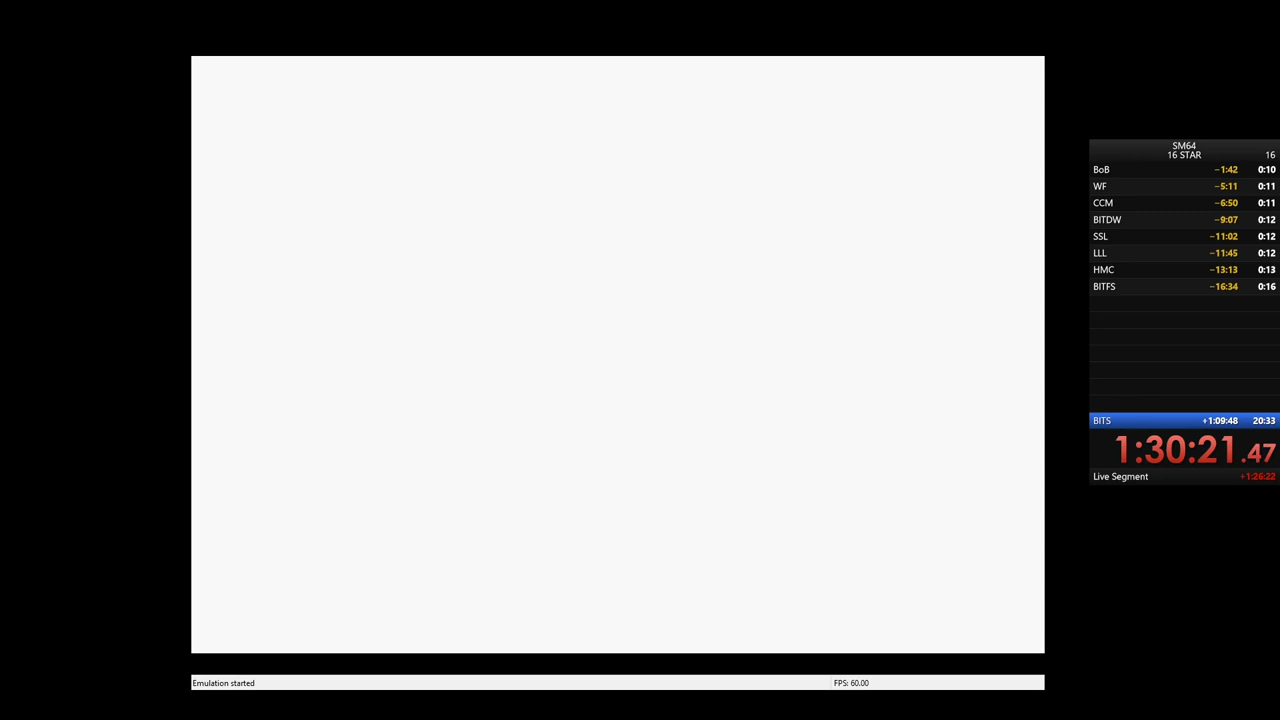 SM64
16 STAR 16
BoB −1:42 0:10
WF −5:11 0:11
CCM −6:50 0:11
BITDW −9:07 0:12
SSL −11:02 0:12
LLL −11:45 0:12
HMC −13:13 0:13
BITFS −16:34 0:16
BITS +1:09:48 20:33
1:30:21.47
Live Segment +1:26:22
Emulation started FPS: 60.00